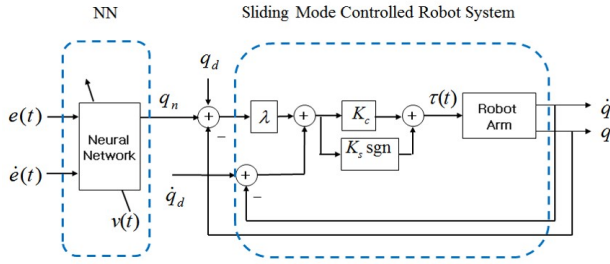 NN
Sliding Mode Controlled Robot System
q_d
e(t)
ė(t)
Neural
Network
v(t)
q_n
+
−
q̇_d
+
−
λ
+
K_c
K_s sgn
+
τ(t)
Robot
Arm
q̇
q